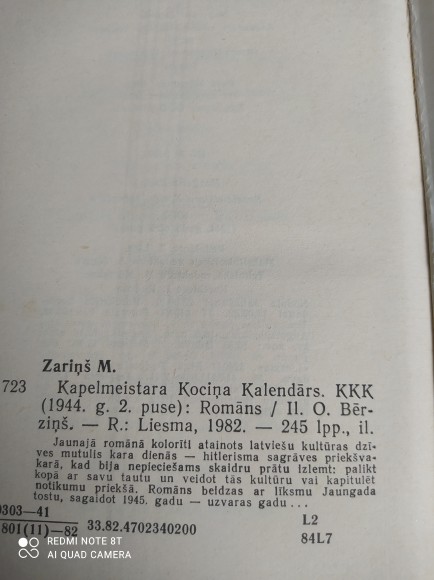 Zariņš M.
723 Kapelmeistara Kociņa Kalendārs. KKK
(1944. g. 2. puse): Romāns / Il. O. Bēr-
ziņš. — R.: Liesma, 1982. — 245 lpp., il.
Jaunajā romānā kolorīti atainots latviešu kultūras dzī-
ves mutulis kara dienās — hitlerisma sagrāves priekšva-
karā, kad bija nepieciešams skaidru prātu izlemt: palikt
kopā ar savu tautu un veidot tās kultūru vai kapitulēt
notikumu priekšā. Romāns beidzas ar līksmu Jaungada
tostu, sagaidot 1945. gadu — uzvaras gadu ...
0303—41
801(11)—82 33.82.4702340200 L2
84L7
REDMI NOTE 8T
AI QUAD CAMERA